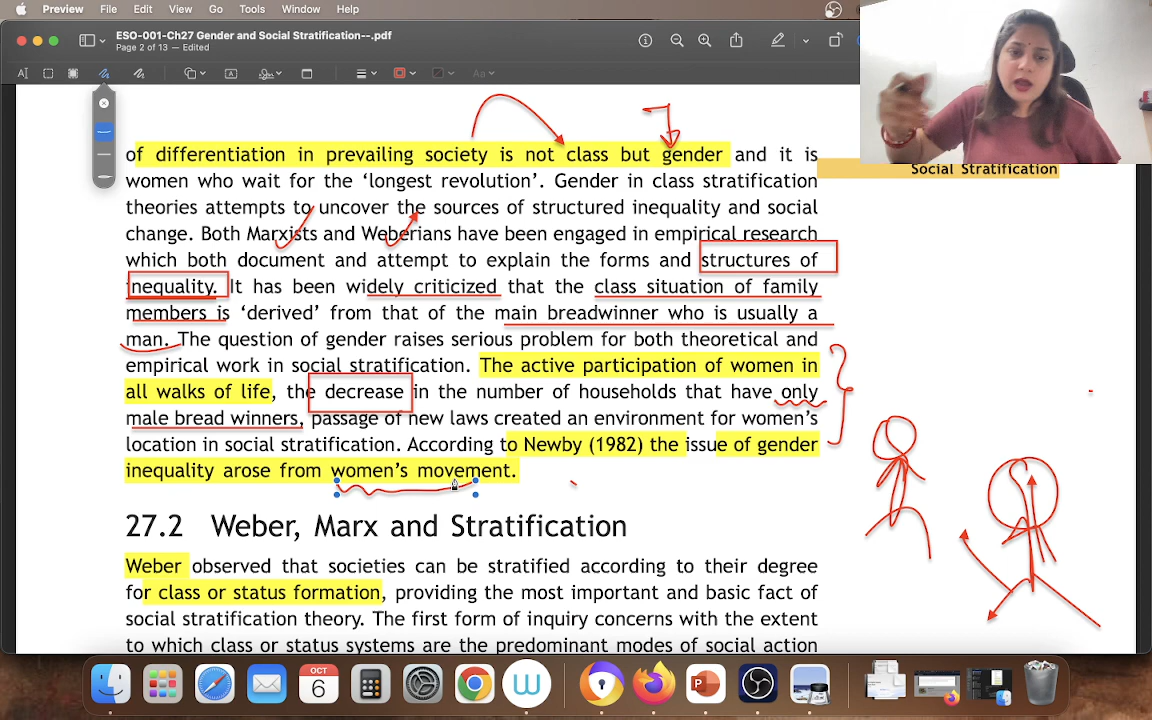 Preview File Edit View Go Tools Window Help
ESO-001-Ch27 Gender and Social Stratification--.pdf
Page 2 of 13 — Edited
of differentiation in prevailing society is not class but gender and it is
women who wait for the ‘longest revolution’. Gender in class stratification
theories attempts to uncover the sources of structured inequality and social
change. Both Marxists and Weberians have been engaged in empirical research
which both document and attempt to explain the forms and structures of
inequality. It has been widely criticized that the class situation of family
members is ‘derived’ from that of the main breadwinner who is usually a
man. The question of gender raises serious problem for both theoretical and
empirical work in social stratification. The active participation of women in
all walks of life, the decrease in the number of households that have only
male bread winners, passage of new laws created an environment for women’s
location in social stratification. According to Newby (1982) the issue of gender
inequality arose from women’s movement.
Social Stratification
27.2 Weber, Marx and Stratification
Weber observed that societies can be stratified according to their degree
for class or status formation, providing the most important and basic fact of
social stratification theory. The first form of inquiry concerns with the extent
to which class or status systems are the predominant modes of social action
OCT
6